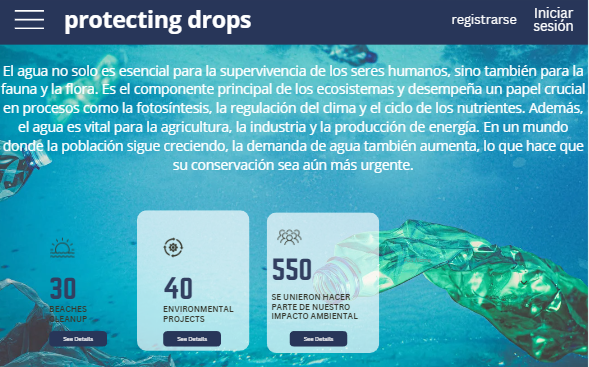 protecting drops
registrarse
Iniciar
sesión
El agua no solo es esencial para la supervivencia de los seres humanos, sino también para la
fauna y la flora. Es el componente principal de los ecosistemas y desempeña un papel crucial
en procesos como la fotosíntesis, la regulación del clima y el ciclo de los nutrientes. Además,
el agua es vital para la agricultura, la industria y la producción de energía. En un mundo
donde la población sigue creciendo, la demanda de agua también aumenta, lo que hace que
su conservación sea aún más urgente.
30
BEACHES
CLEANUP
See Details
40
ENVIRONMENTAL
PROJECTS
See Details
550
SE UNIERON HACER
PARTE DE NUESTRO
IMPACTO AMBIENTAL
See Details